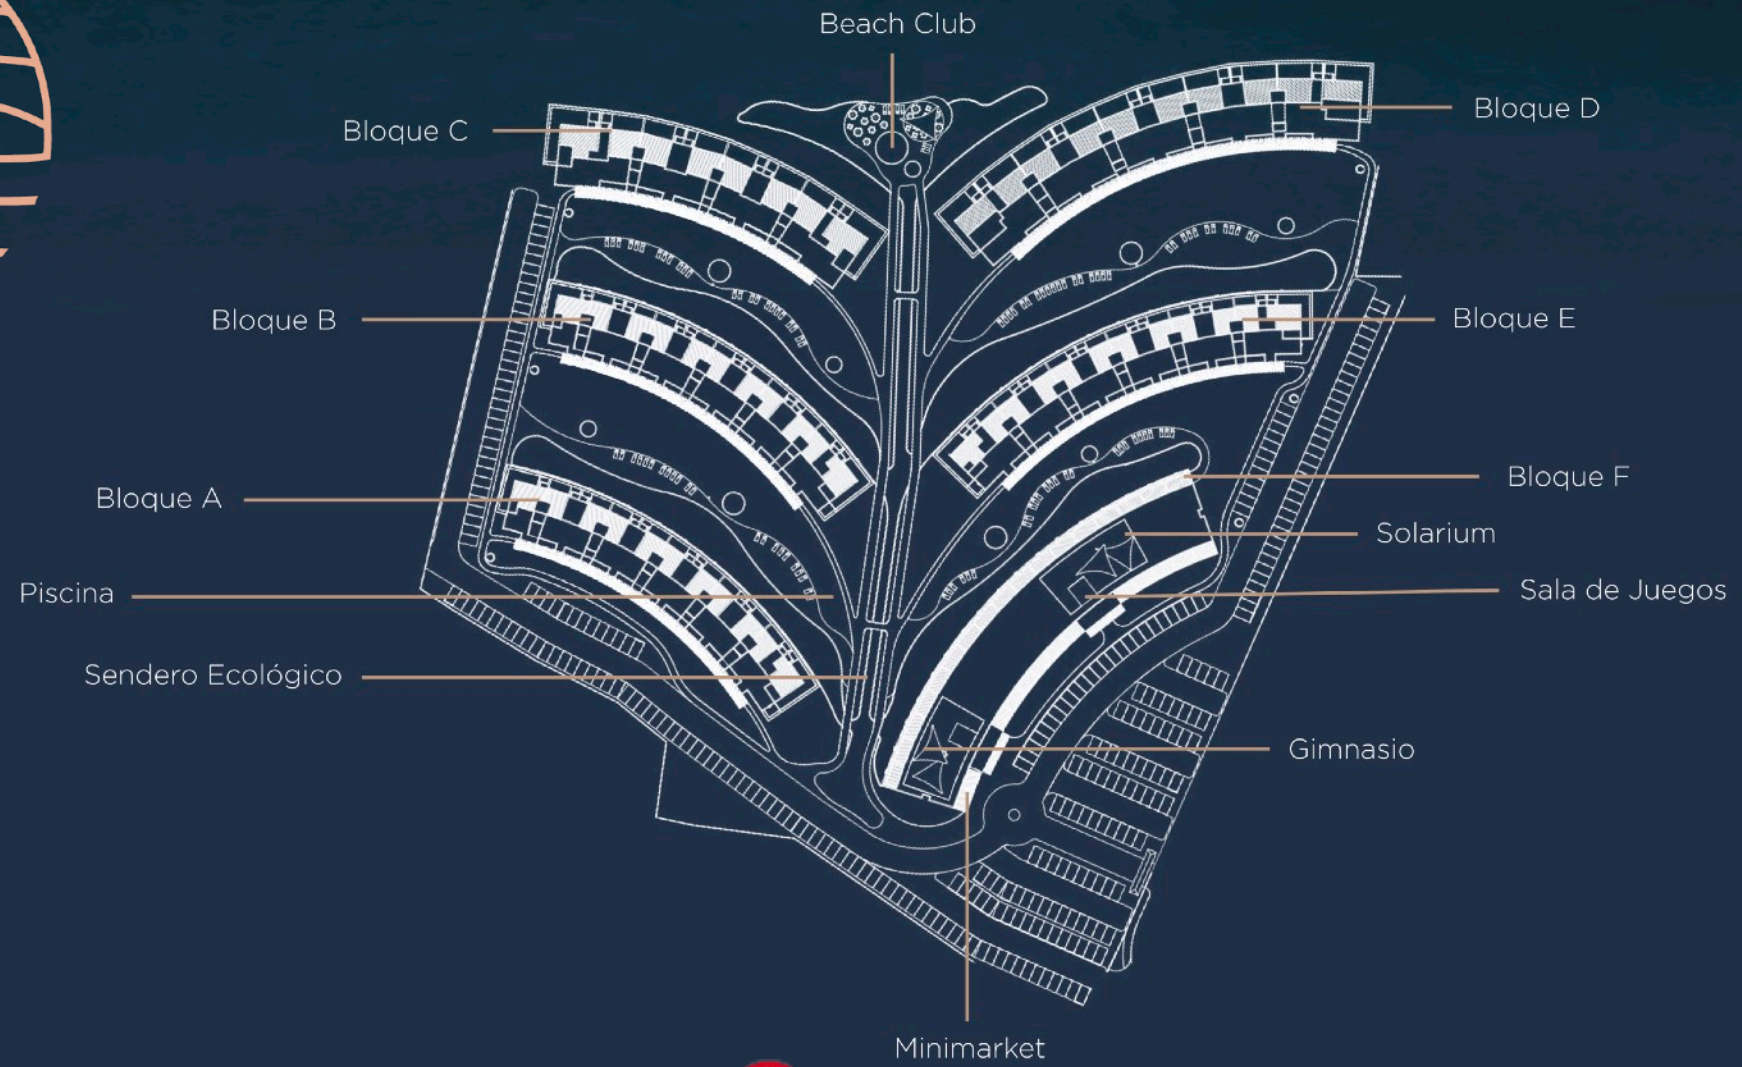 Beach Club
Bloque C
Bloque D
Bloque B
Bloque E
Bloque A
Bloque F
Solarium
Piscina
Sala de Juegos
Sendero Ecológico
Gimnasio
Minimarket